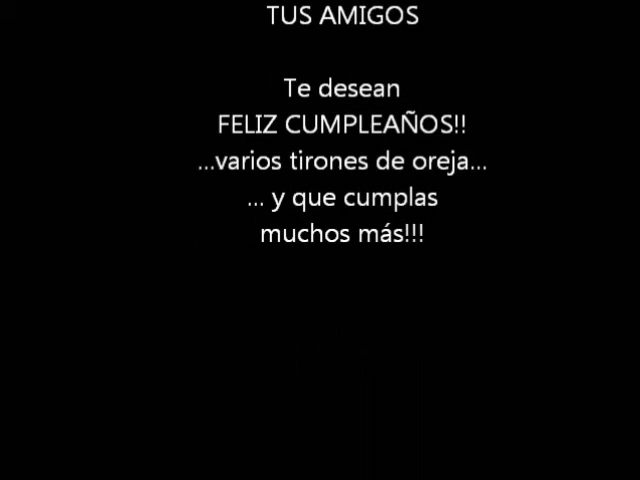 TUS AMIGOS
Te desean
FELIZ CUMPLEAÑOS!!
...varios tirones de oreja...
... y que cumplas
muchos más!!!